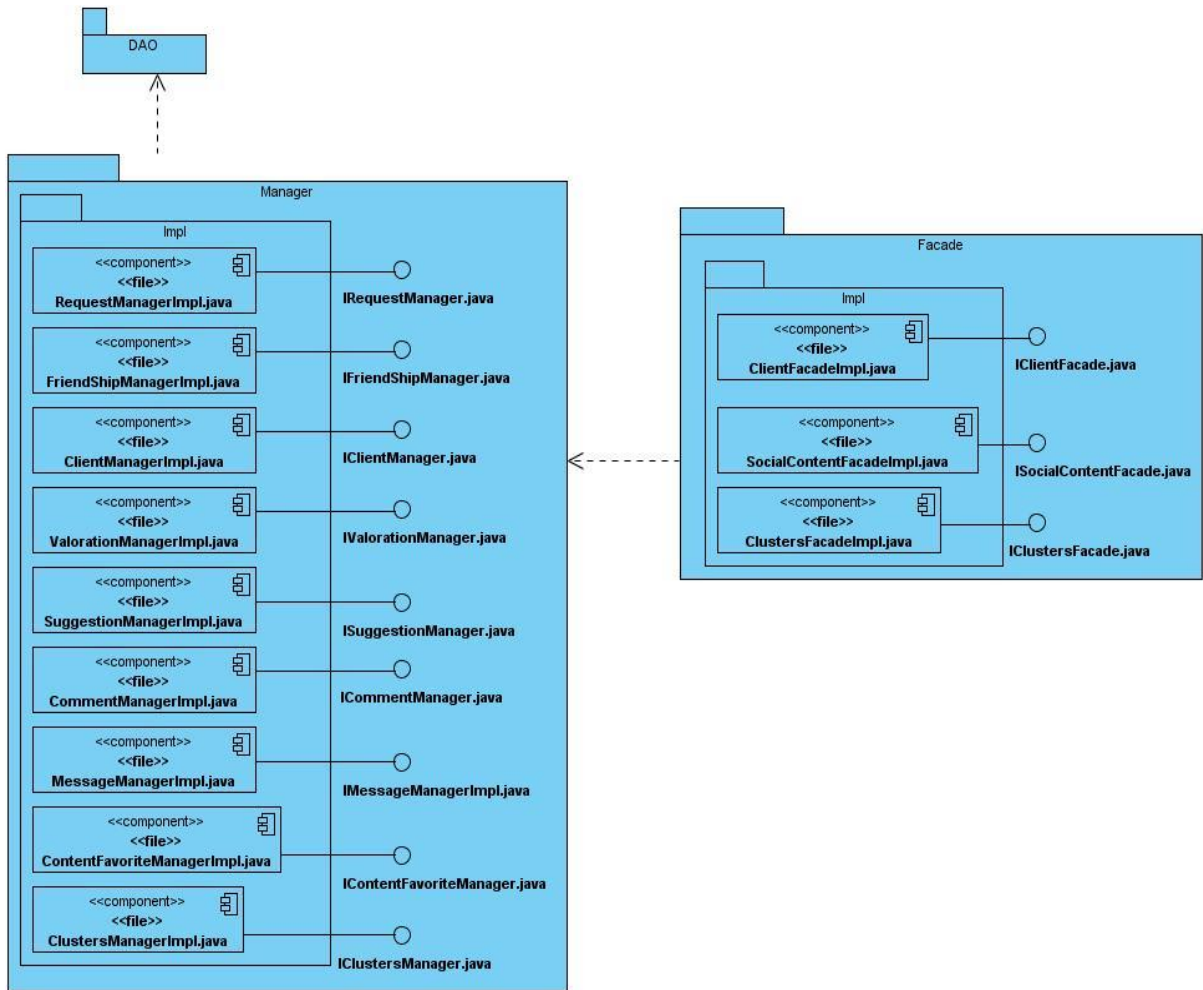 DAO
Manager
Impl
<<component>>
<<file>>
RequestManagerImpl.java
IRequestManager.java
<<component>>
<<file>>
FriendShipManagerImpl.java
IFriendShipManager.java
<<component>>
<<file>>
ClientManagerImpl.java
IClientManager.java
<<component>>
<<file>>
ValorationManagerImpl.java
IValorationManager.java
<<component>>
<<file>>
SuggestionManagerImpl.java
ISuggestionManager.java
<<component>>
<<file>>
CommentManagerImpl.java
ICommentManager.java
<<component>>
<<file>>
MessageManagerImpl.java
IMessageManagerImpl.java
<<component>>
<<file>>
ContentFavoriteManagerImpl.java
IContentFavoriteManager.java
<<component>>
<<file>>
ClustersManagerImpl.java
IClustersManager.java
Facade
Impl
<<component>>
<<file>>
ClientFacadeImpl.java
IClientFacade.java
<<component>>
<<file>>
SocialContentFacadeImpl.java
ISocialContentFacade.java
<<component>>
<<file>>
ClustersFacadeImpl.java
IClustersFacade.java